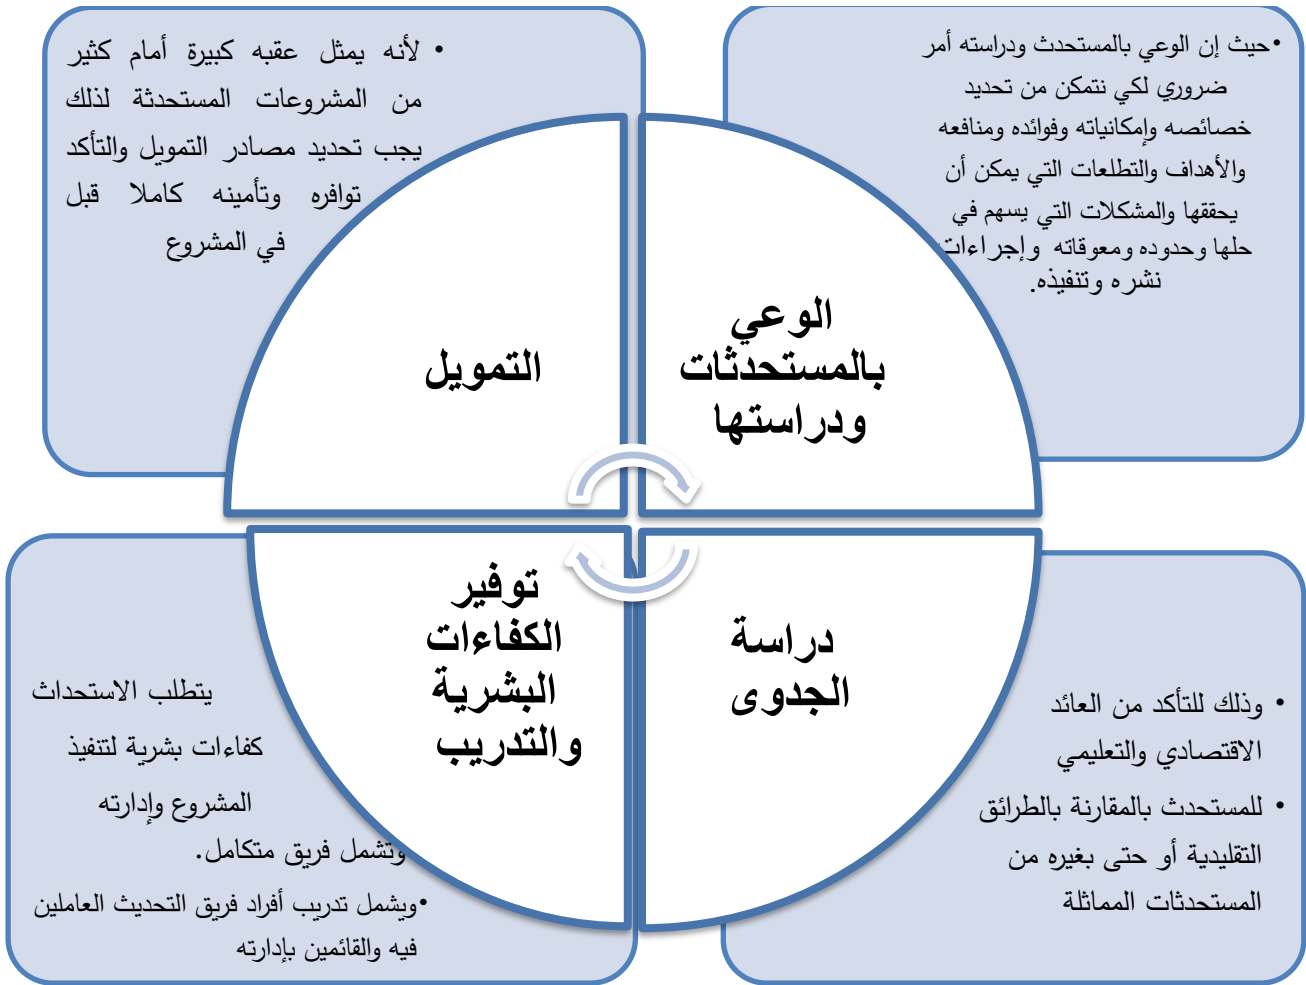 •حيث إن الوعي بالمستحدث ودراسته أمر
ضروري لكي نتمكن من تحديد
خصائصه وإمكانياته وفوائده ومنافعه
والأهداف والتطلعات التي يمكن أن
يحققها والمشكلات التي يسهم في
حلها وحدوده ومعوقاته وإجراءات
نشره وتنفيذه.
الوعي
بالمستحدثات
ودراستها
• لأنه يمثل عقبه كبيرة أمام كثير
من المشروعات المستحدثة لذلك
يجب تحديد مصادر التمويل والتأكد
توافره وتأمينه كاملا قبل
في المشروع
التمويل
دراسة
الجدوى
• وذلك للتأكد من العائد
الاقتصادي والتعليمي
• للمستحدث بالمقارنة بالطرائق
التقليدية أو حتى بغيره من
المستحدثات المماثلة
توفير
الكفاءات
البشرية
والتدريب
يتطلب الاستحداث
كفاءات بشرية لتنفيذ
المشروع وإدارته
وتشمل فريق متكامل.
•ويشمل تدريب أفراد فريق التحديث العاملين
فيه والقائمين بإدارته